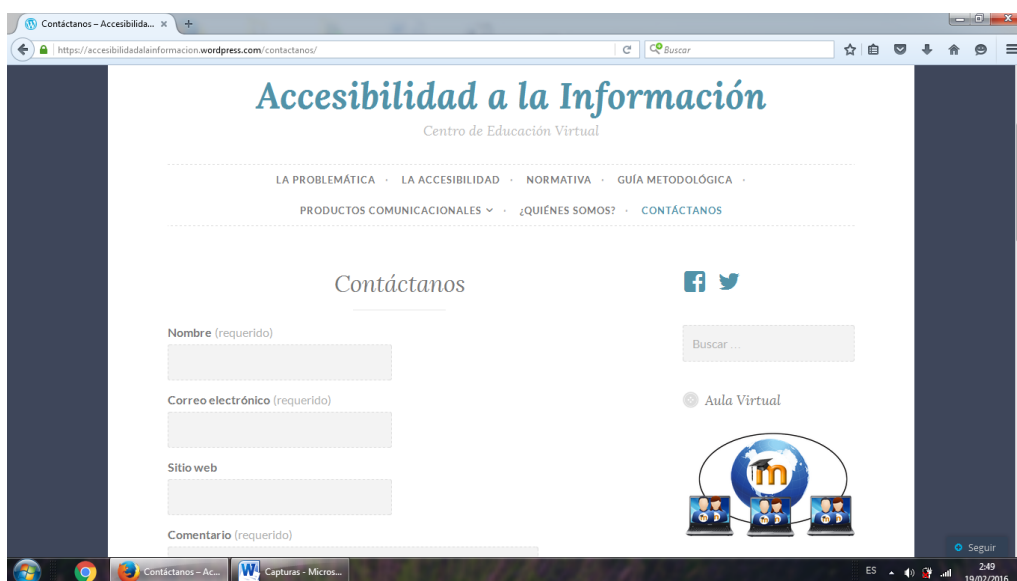 Contáctanos – Accesibilida...
https://accesibilidadalainformacion.wordpress.com/contactanos/
Buscar
Accesibilidad a la Información
Centro de Educación Virtual
LA PROBLEMÁTICA · LA ACCESIBILIDAD · NORMATIVA · GUÍA METODOLÓGICA ·
PRODUCTOS COMUNICACIONALES · ¿QUIÉNES SOMOS? · CONTÁCTANOS
Contáctanos
Nombre (requerido)
Correo electrónico (requerido)
Sitio web
Comentario (requerido)
Buscar ...
Aula Virtual
m
Seguir
Contáctanos – Ac...
Capturas - Micros...
ES
2:49
19/02/2016